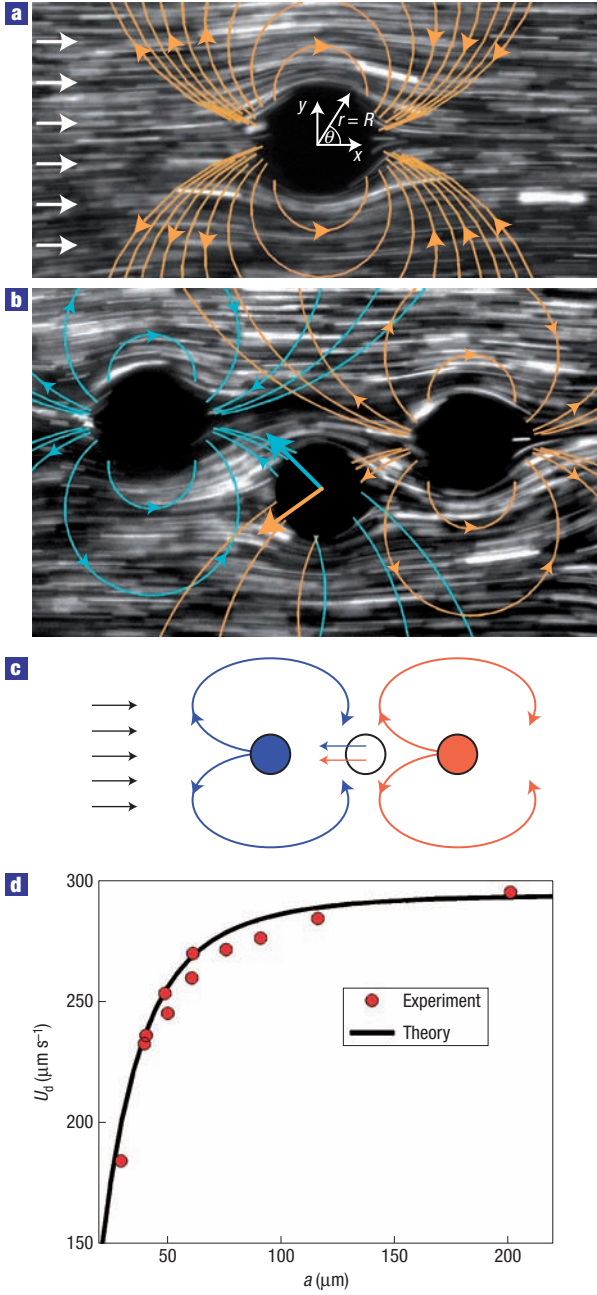 a
y
r = R
θ
x
b
c
d
300
250
200
150
U_d (μm s⁻¹)
Experiment
Theory
50
100
150
200
a (μm)